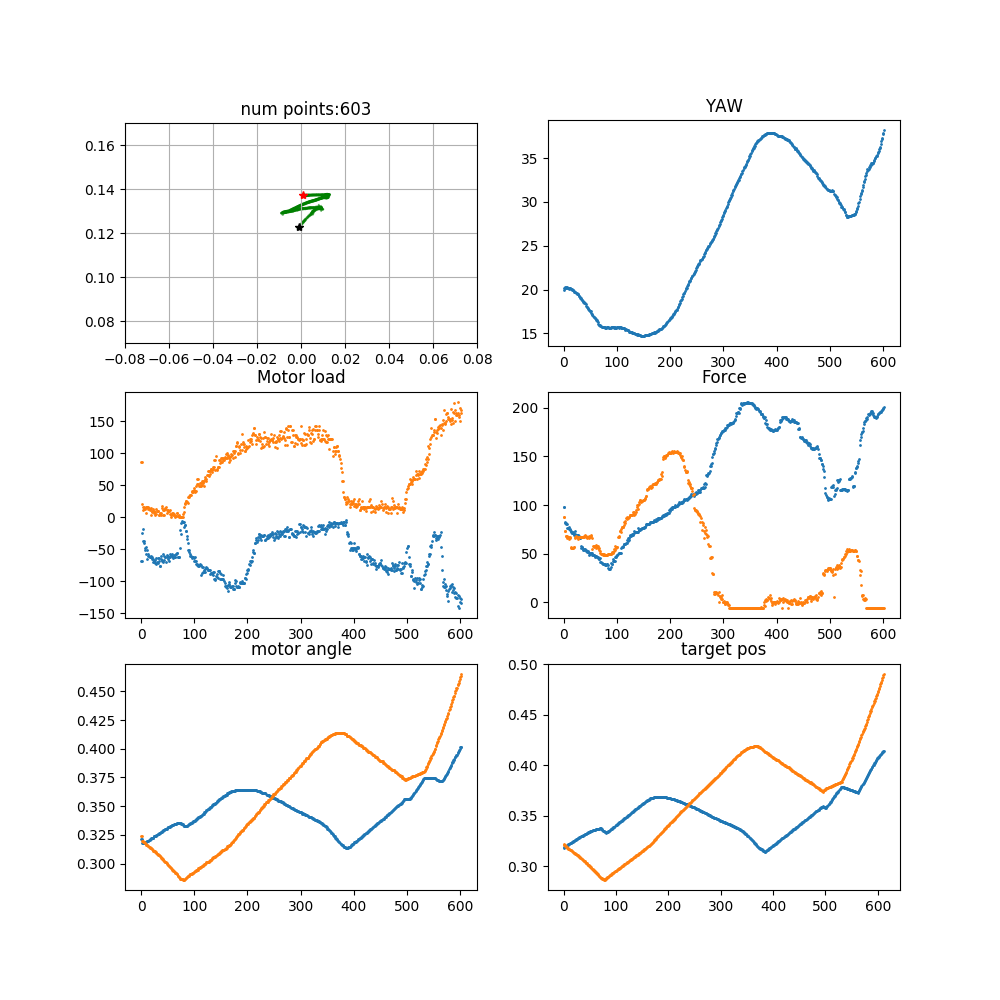 num points:603
0.16
0.14
0.12
0.10
0.08
−0.08 −0.06 −0.04 −0.02 0.00 0.02 0.04 0.06 0.08
YAW
35
30
25
20
15
0 100 200 300 400 500 600
Motor load
150
100
50
0
−50
−100
−150
0 100 200 300 400 500 600
Force
200
150
100
50
0
0 100 200 300 400 500 600
motor angle
0.450
0.425
0.400
0.375
0.350
0.325
0.300
0 100 200 300 400 500 600
target pos
0.50
0.45
0.40
0.35
0.30
0 100 200 300 400 500 600